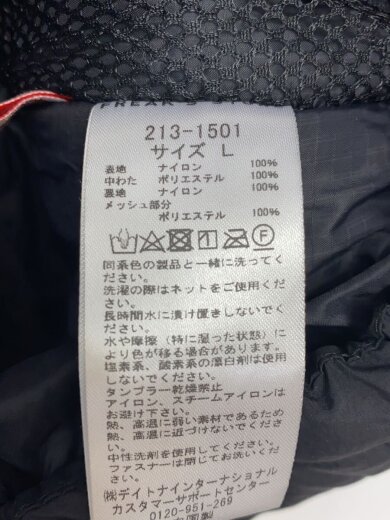 FREAK'S STORE
213-1501
サイズ L
表地 ナイロン 100%
中わた ポリエステル 100%
裏地 ナイロン 100%
メッシュ部分
ポリエステル 100%
同系色の製品と一緒に洗ってく
ださい。
洗濯の際はネットをご使用くだ
さい。
長時間水に漬け置きしないでく
ださい。
水や摩擦(特に湿った状態)に
より色が移る場合があります。
塩素系、酸素系の漂白剤は使用
しないでください。
タンブラー乾燥禁止
アイロン、スチームアイロンは
お避け下さい。
熱、高温に弱い素材であるため
熱、高温に近づけないでくださ
い。
中性洗剤を使用してください。
ファスナーは閉じてお洗いくだ
さい。
㈱デイトナインターナショナル
カスタマーサポートセンター
0120-951-269
中国製